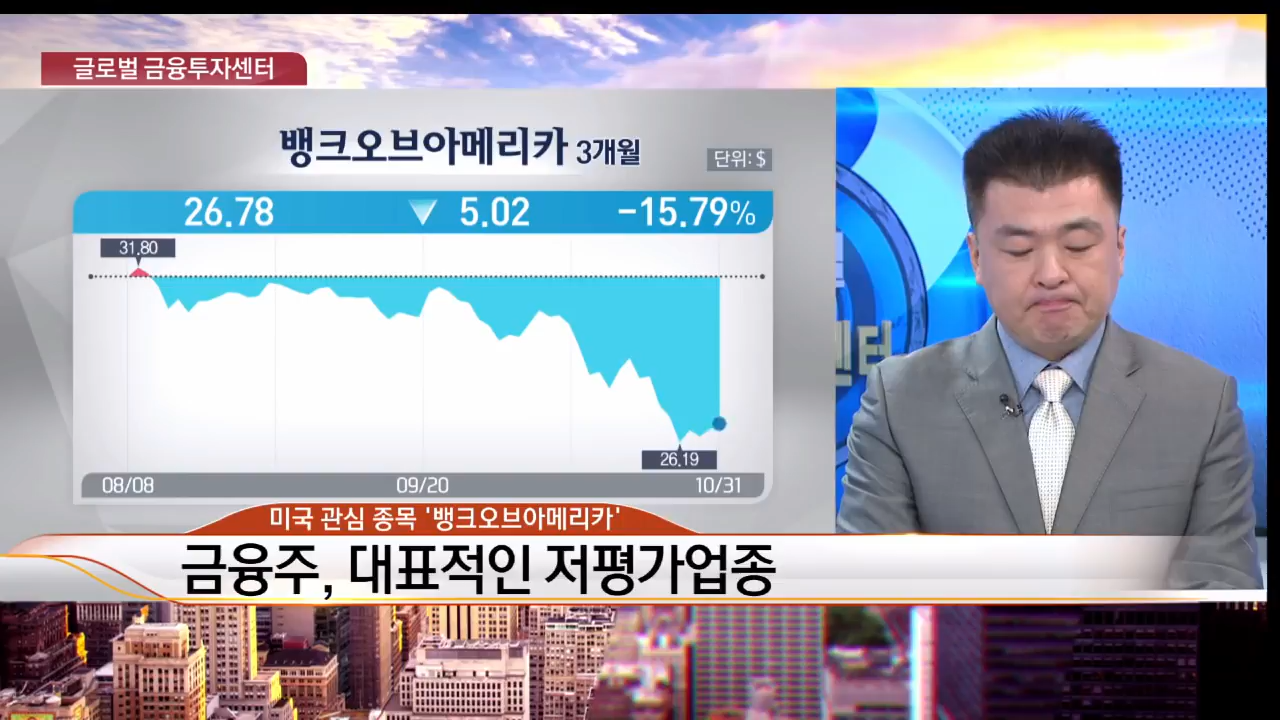 글로벌 금융투자센터
뱅크오브아메리카 3개월
단위: $
26.78 ▼ 5.02 -15.79%
31.80
26.19
08/08 09/20 10/31
미국 관심 종목 '뱅크오브아메리카'
금융주, 대표적인 저평가업종